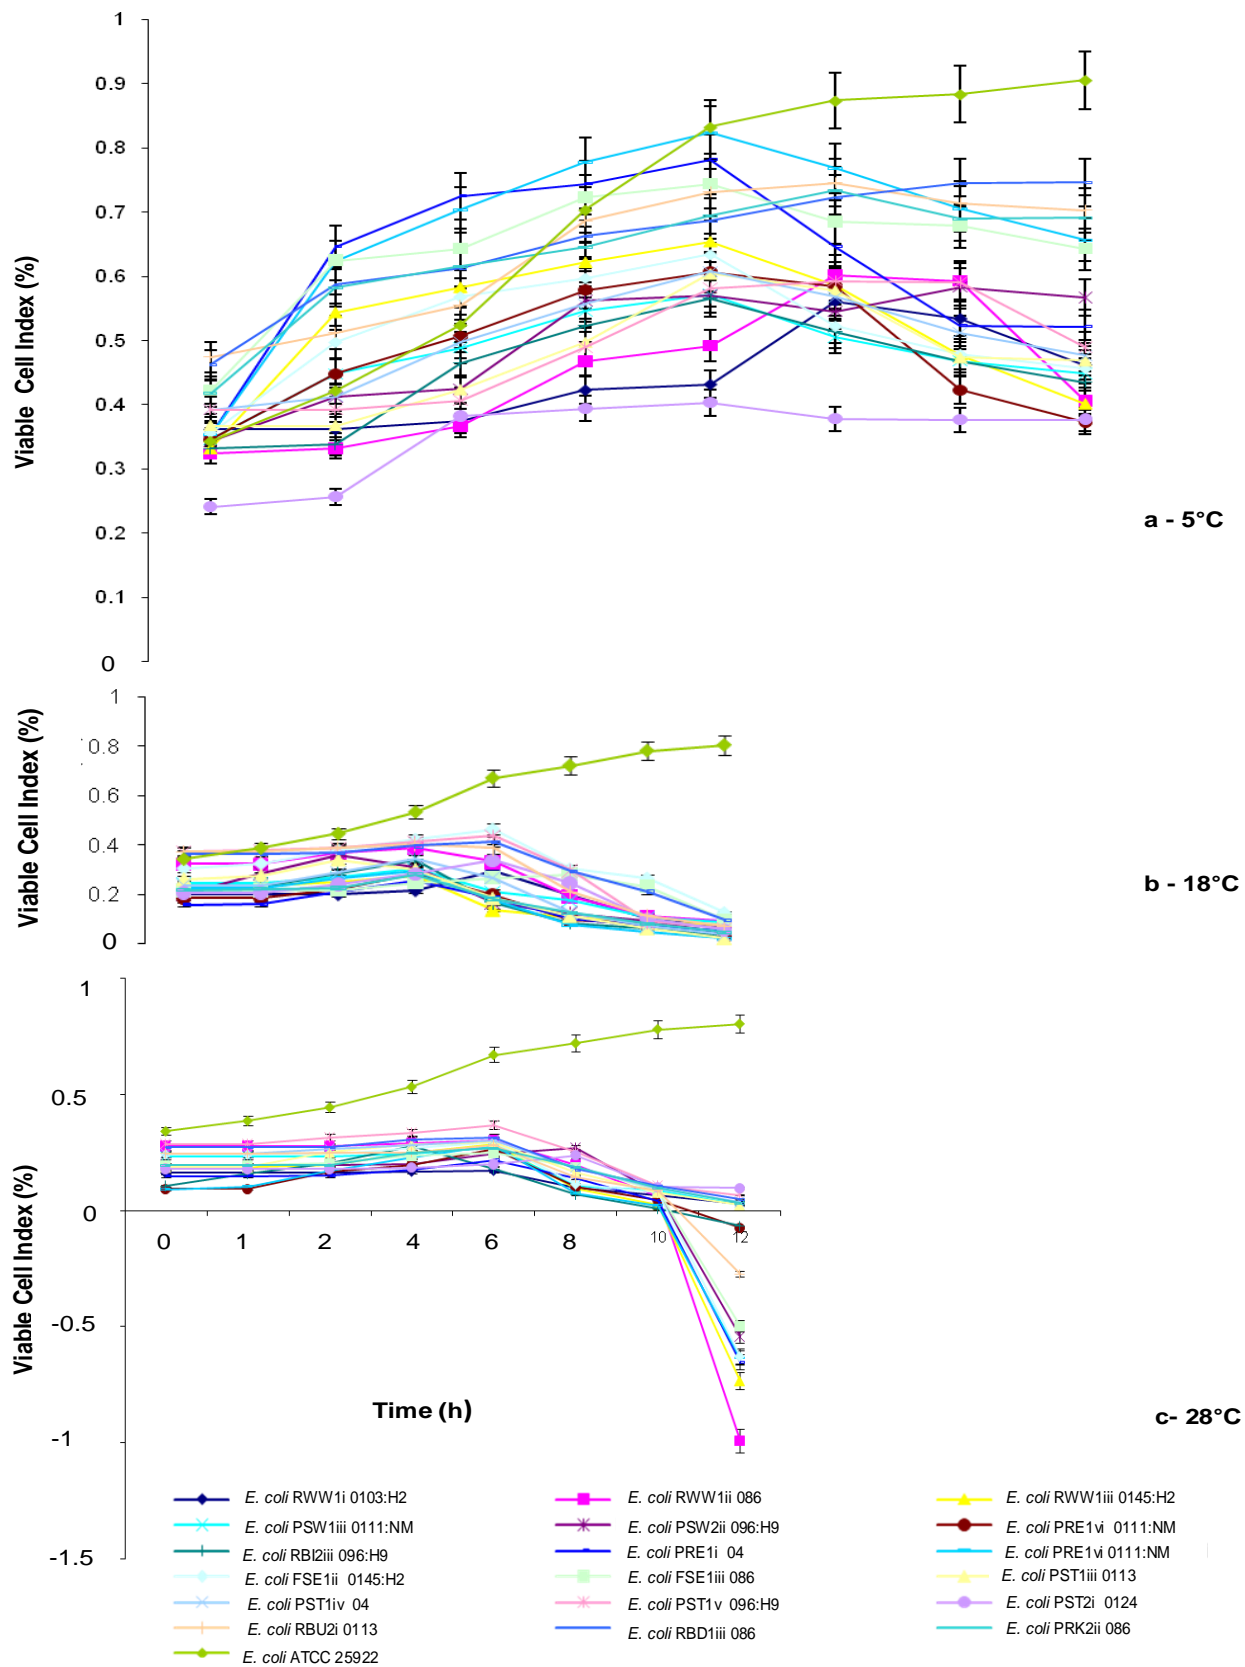 1
0.9
0.8
0.7
0.6
0.5
0.4
0.3
0.2
0.1
0
Viable Cell Index (%)
a - 5°C
1
0.8
0.6
0.4
0.2
0
Viable Cell Index (%)
b - 18°C
1
0.5
0
-0.5
-1
-1.5
Viable Cell Index (%)
0 1 2 4 6 8 10 12
Time (h)
c- 28°C
E. coli RWW1i 0103:H2
E. coli RWW1ii 086
E. coli RWW1iii 0145:H2
E. coli PSW1iii 0111:NM
E. coli PSW2ii 096:H9
E. coli PRE1vi 0111:NM
E. coli RBI2iii 096:H9
E. coli PRE1i 04
E. coli PRE1vi 0111:NM
E. coli FSE1ii 0145:H2
E. coli FSE1iii 086
E. coli PST1iii 0113
E. coli PST1iv 04
E. coli PST1v 096:H9
E. coli PST2i 0124
E. coli RBU2i 0113
E. coli RBD1iii 086
E. coli PRK2ii 086
E. coli ATCC 25922